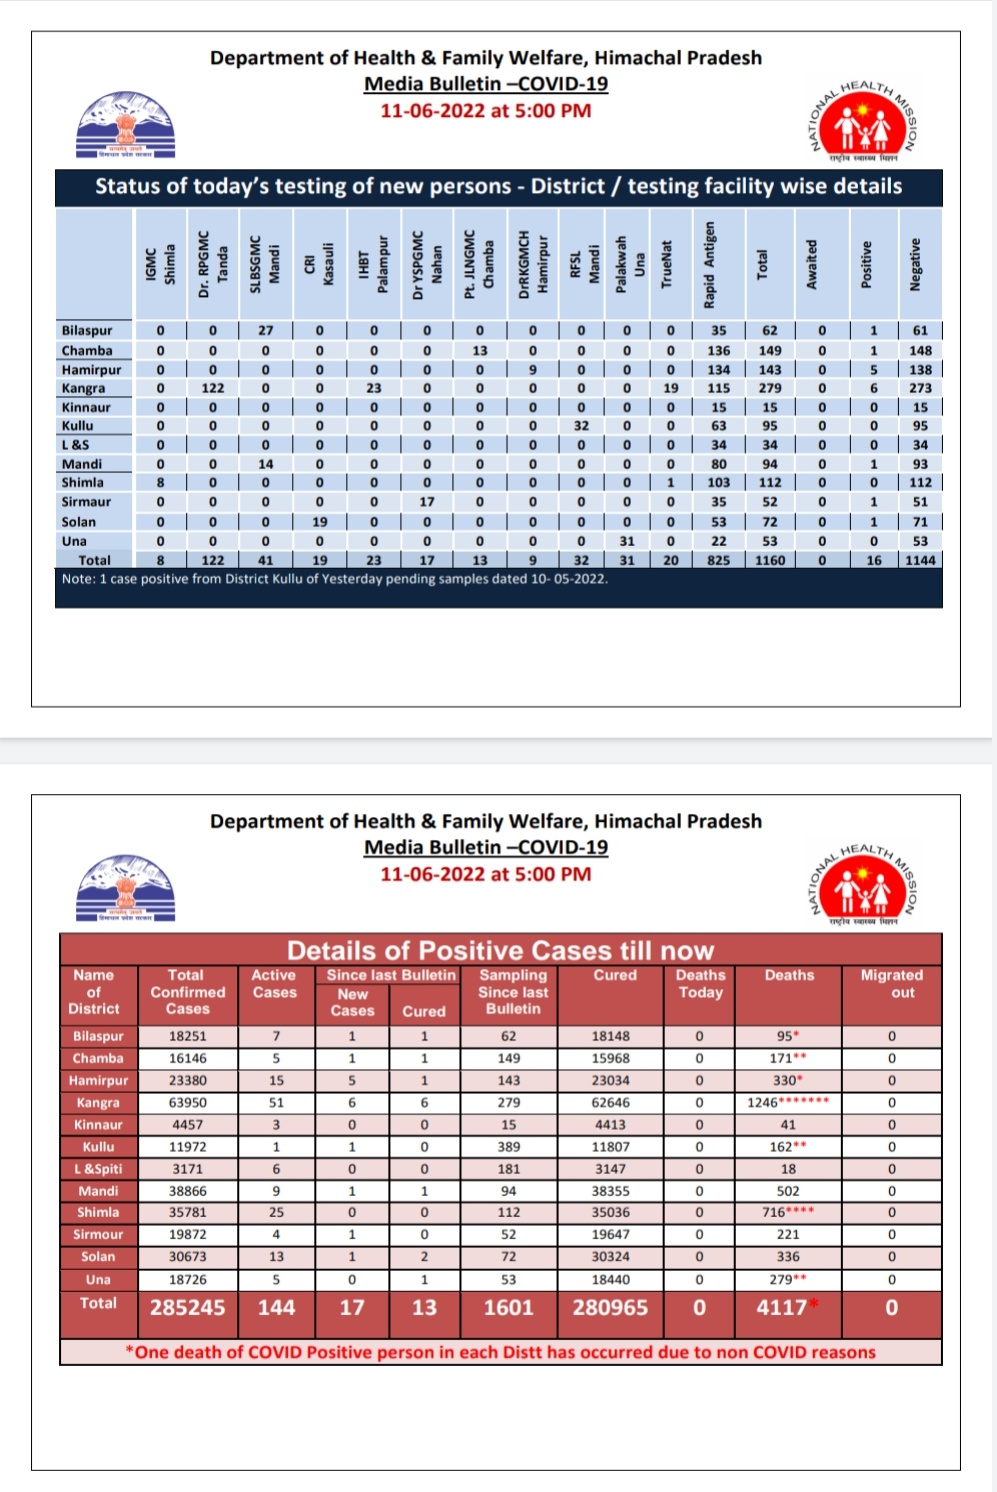 Department of Health & Family Welfare, Himachal Pradesh
Media Bulletin –COVID-19
11-06-2022 at 5:00 PM
NATIONAL HEALTH MISSION
राष्ट्रीय स्वास्थ्य मिशन
Status of today's testing of new persons - District / testing facility wise details
IGMC Shimla Dr. RPGMC Tanda SLBSGMC Mandi CRI Kasauli IHBT Palampur Dr YSPGMC Nahan Pt. JLNGMC Chamba DrRKGMCH Hamirpur RFSL Mandi Palakwah Una TrueNat Rapid Antigen Total Awaited Positive Negative
Bilaspur 0 0 27 0 0 0 0 0 0 0 0 35 62 0 1 61
Chamba 0 0 0 0 0 0 13 0 0 0 0 136 149 0 1 148
Hamirpur 0 0 0 0 0 0 0 9 0 0 0 134 143 0 5 138
Kangra 0 122 0 0 23 0 0 0 0 0 19 115 279 0 6 273
Kinnaur 0 0 0 0 0 0 0 0 0 0 0 15 15 0 0 15
Kullu 0 0 0 0 0 0 0 0 32 0 0 63 95 0 0 95
L &S 0 0 0 0 0 0 0 0 0 0 0 34 34 0 0 34
Mandi 0 0 14 0 0 0 0 0 0 0 0 80 94 0 1 93
Shimla 8 0 0 0 0 0 0 0 0 0 1 103 112 0 0 112
Sirmaur 0 0 0 0 0 17 0 0 0 0 0 35 52 0 1 51
Solan 0 0 0 19 0 0 0 0 0 0 0 53 72 0 1 71
Una 0 0 0 0 0 0 0 0 0 31 0 22 53 0 0 53
Total 8 122 41 19 23 17 13 9 32 31 20 825 1160 0 16 1144
Note: 1 case positive from District Kullu of Yesterday pending samples dated 10- 05-2022.
Department of Health & Family Welfare, Himachal Pradesh
Media Bulletin –COVID-19
11-06-2022 at 5:00 PM
NATIONAL HEALTH MISSION
राष्ट्रीय स्वास्थ्य मिशन
Details of Positive Cases till now
Name of District Total Confirmed Cases Active Cases Since last Bulletin New Cases Cured Sampling Since last Bulletin Cured Deaths Today Deaths Migrated out
Bilaspur 18251 7 1 1 62 18148 0 95* 0
Chamba 16146 5 1 1 149 15968 0 171** 0
Hamirpur 23380 15 5 1 143 23034 0 330* 0
Kangra 63950 51 6 6 279 62646 0 1246******* 0
Kinnaur 4457 3 0 0 15 4413 0 41 0
Kullu 11972 1 1 0 389 11807 0 162** 0
L &Spiti 3171 6 0 0 181 3147 0 18 0
Mandi 38866 9 1 1 94 38355 0 502 0
Shimla 35781 25 0 0 112 35036 0 716**** 0
Sirmour 19872 4 1 0 52 19647 0 221 0
Solan 30673 13 1 2 72 30324 0 336 0
Una 18726 5 0 1 53 18440 0 279** 0
Total 285245 144 17 13 1601 280965 0 4117* 0
*One death of COVID Positive person in each Distt has occurred due to non COVID reasons